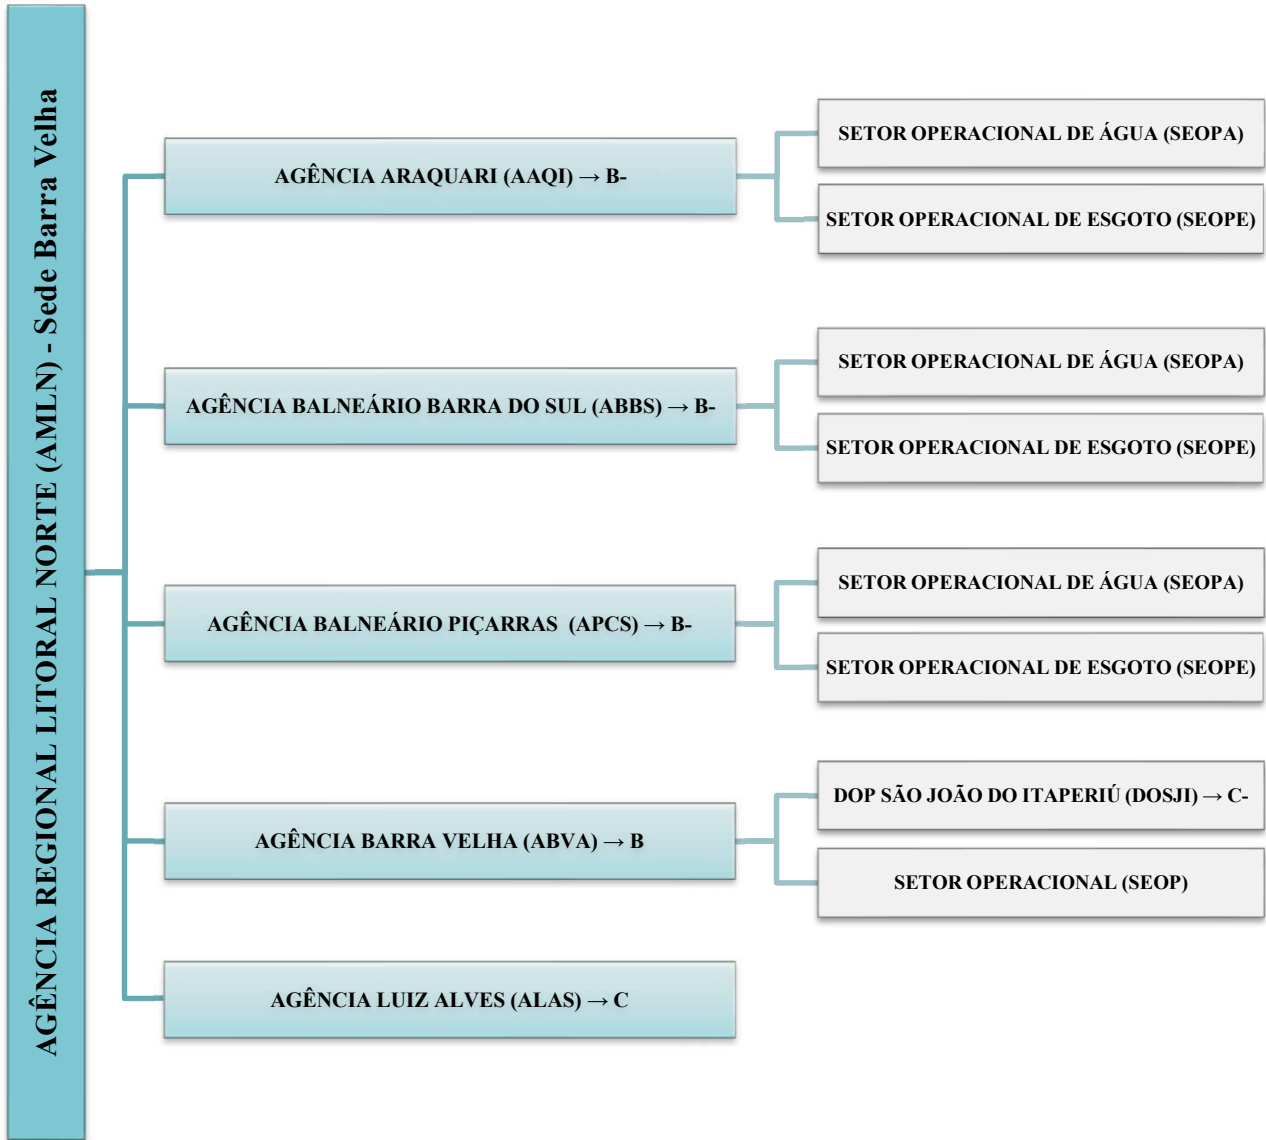 AGÊNCIA REGIONAL LITORAL NORTE (AMLN) - Sede Barra Velha
AGÊNCIA ARAQUARI (AAQI) → B-
SETOR OPERACIONAL DE ÁGUA (SEOPA)
SETOR OPERACIONAL DE ESGOTO (SEOPE)
AGÊNCIA BALNEÁRIO BARRA DO SUL (ABBS) → B-
SETOR OPERACIONAL DE ÁGUA (SEOPA)
SETOR OPERACIONAL DE ESGOTO (SEOPE)
AGÊNCIA BALNEÁRIO PIÇARRAS (APCS) → B-
SETOR OPERACIONAL DE ÁGUA (SEOPA)
SETOR OPERACIONAL DE ESGOTO (SEOPE)
AGÊNCIA BARRA VELHA (ABVA) → B
DOP SÃO JOÃO DO ITAPERIÚ (DOSJI) → C-
SETOR OPERACIONAL (SEOP)
AGÊNCIA LUIZ ALVES (ALAS) → C